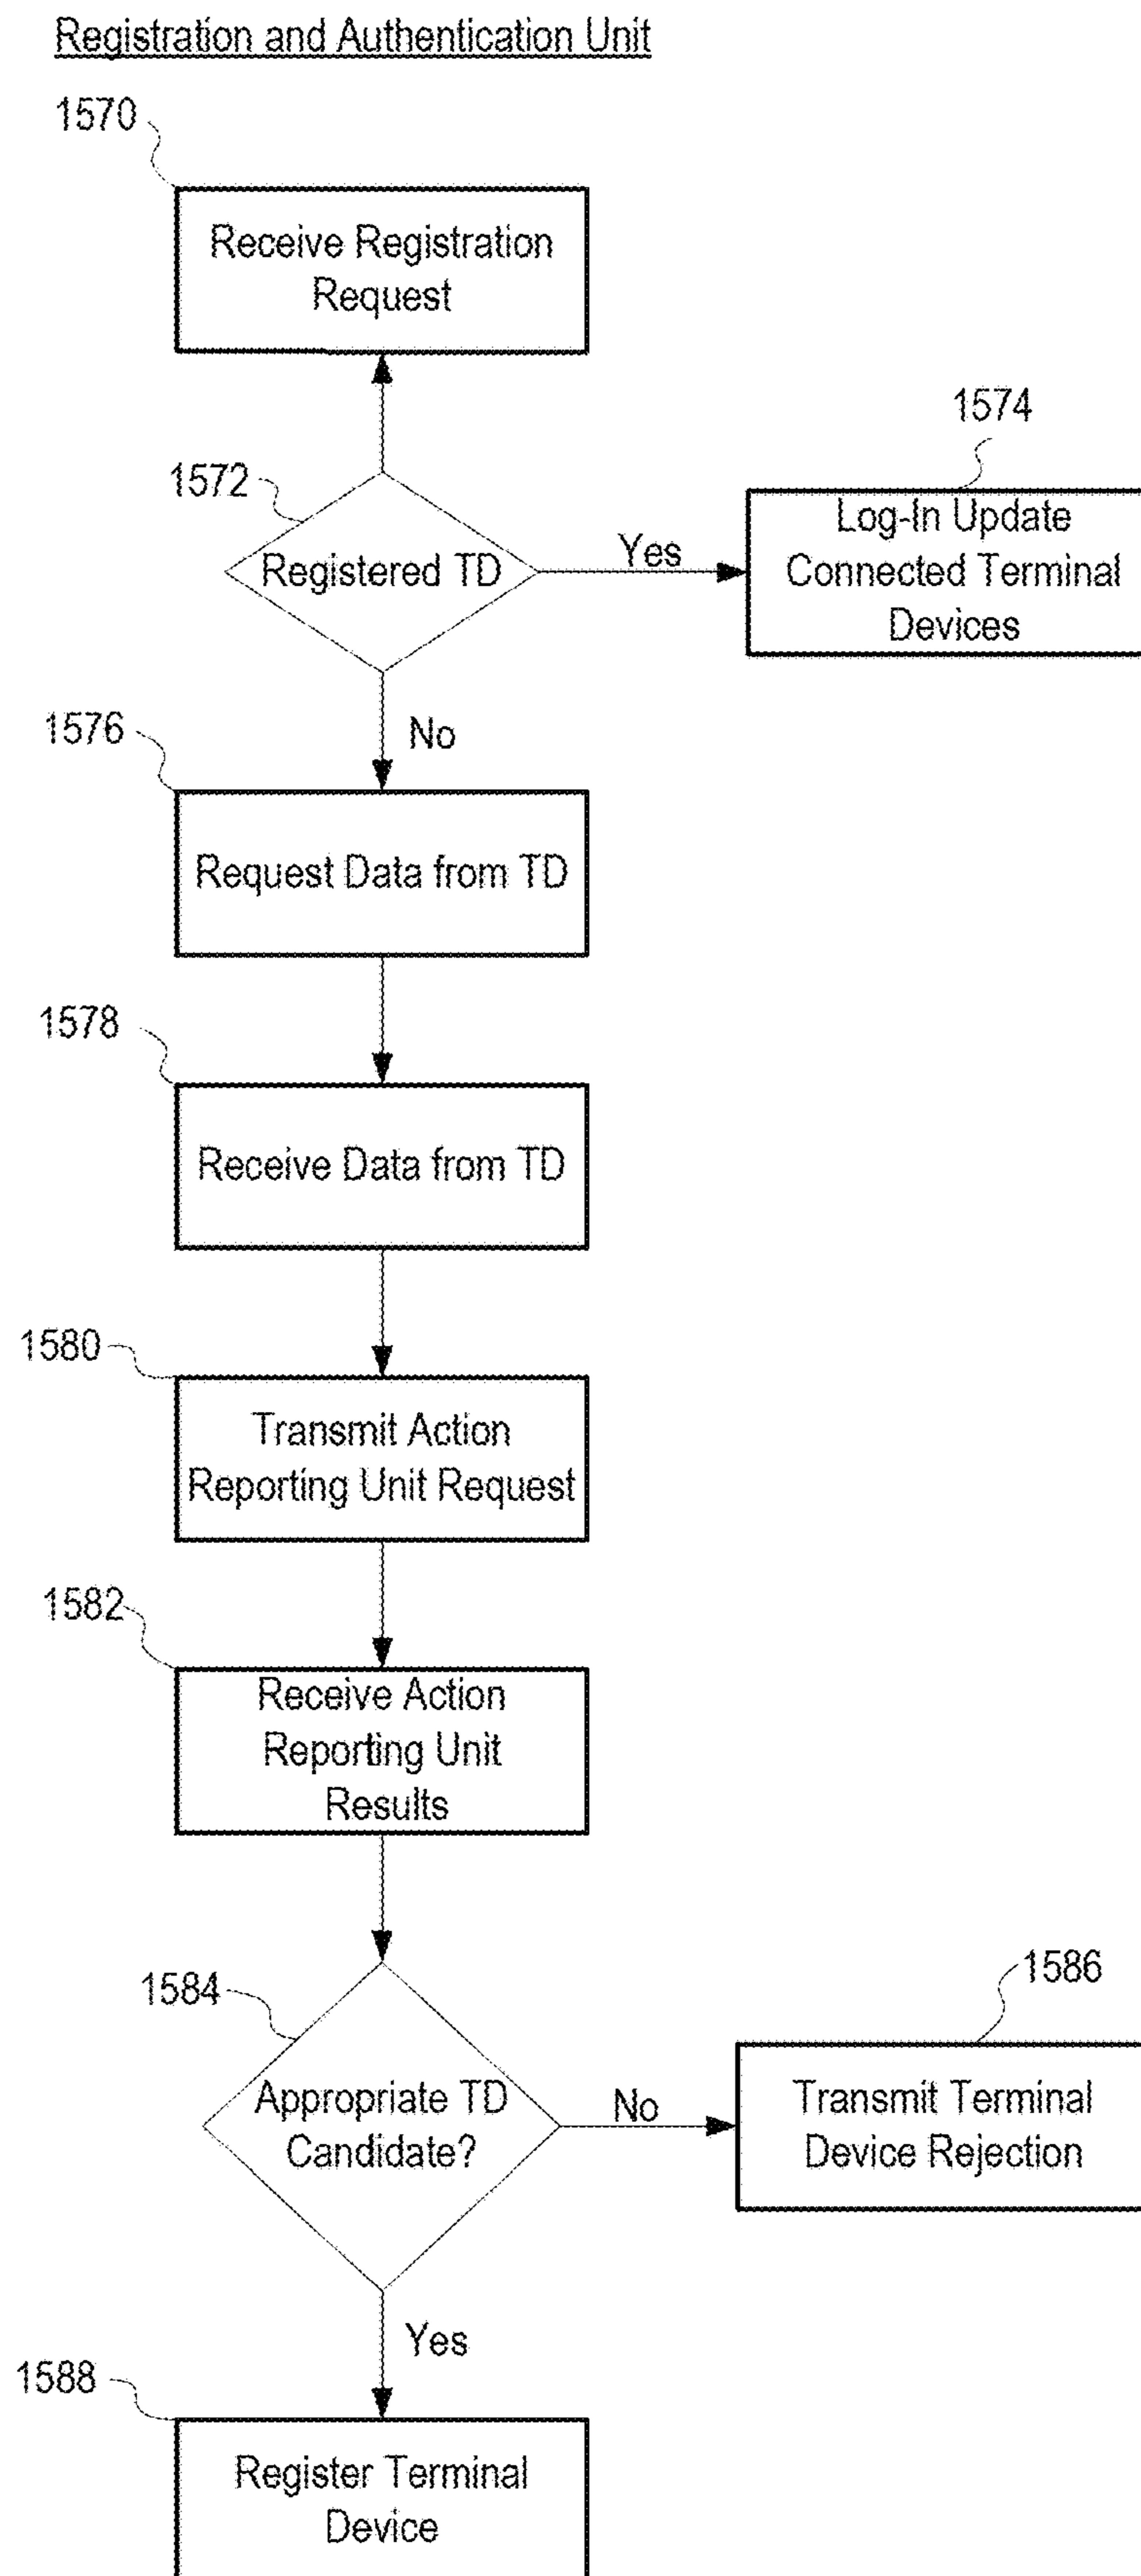 Registration and Authentication Unit
1570
Receive Registration
Request
1574
1572
Registered TD
Yes
Log-In Update
Connected Terminal
Devices
1576
No
Request Data from TD
1578
Receive Data from TD
1580
Transmit Action
Reporting Unit Request
1582
Receive Action
Reporting Unit
Results
1584
1586
Appropriate TD
Candidate?
No
Transmit Terminal
Device Rejection
Yes
1588
Register Terminal
Device